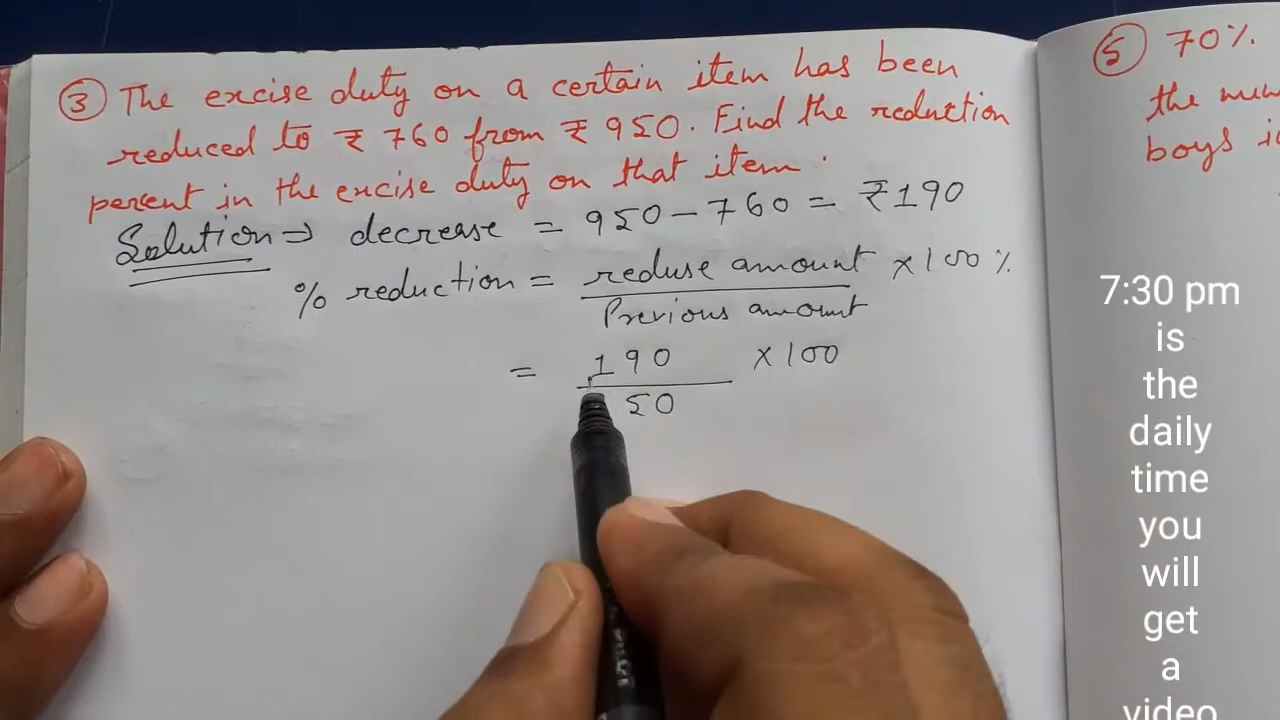 ③ The excise duty on a certain item has been
reduced to ₹ 760 from ₹ 950. Find the reduction
percent in the excise duty on that item.
Solution ⇒ decrease = 950 - 760 = ₹190
% reduction = reduse amount × 100 %
Previous amount
= 190 × 100
50
⑤ 70%.
the
boys
7:30 pm
is
the
daily
time
you
will
get
a
video